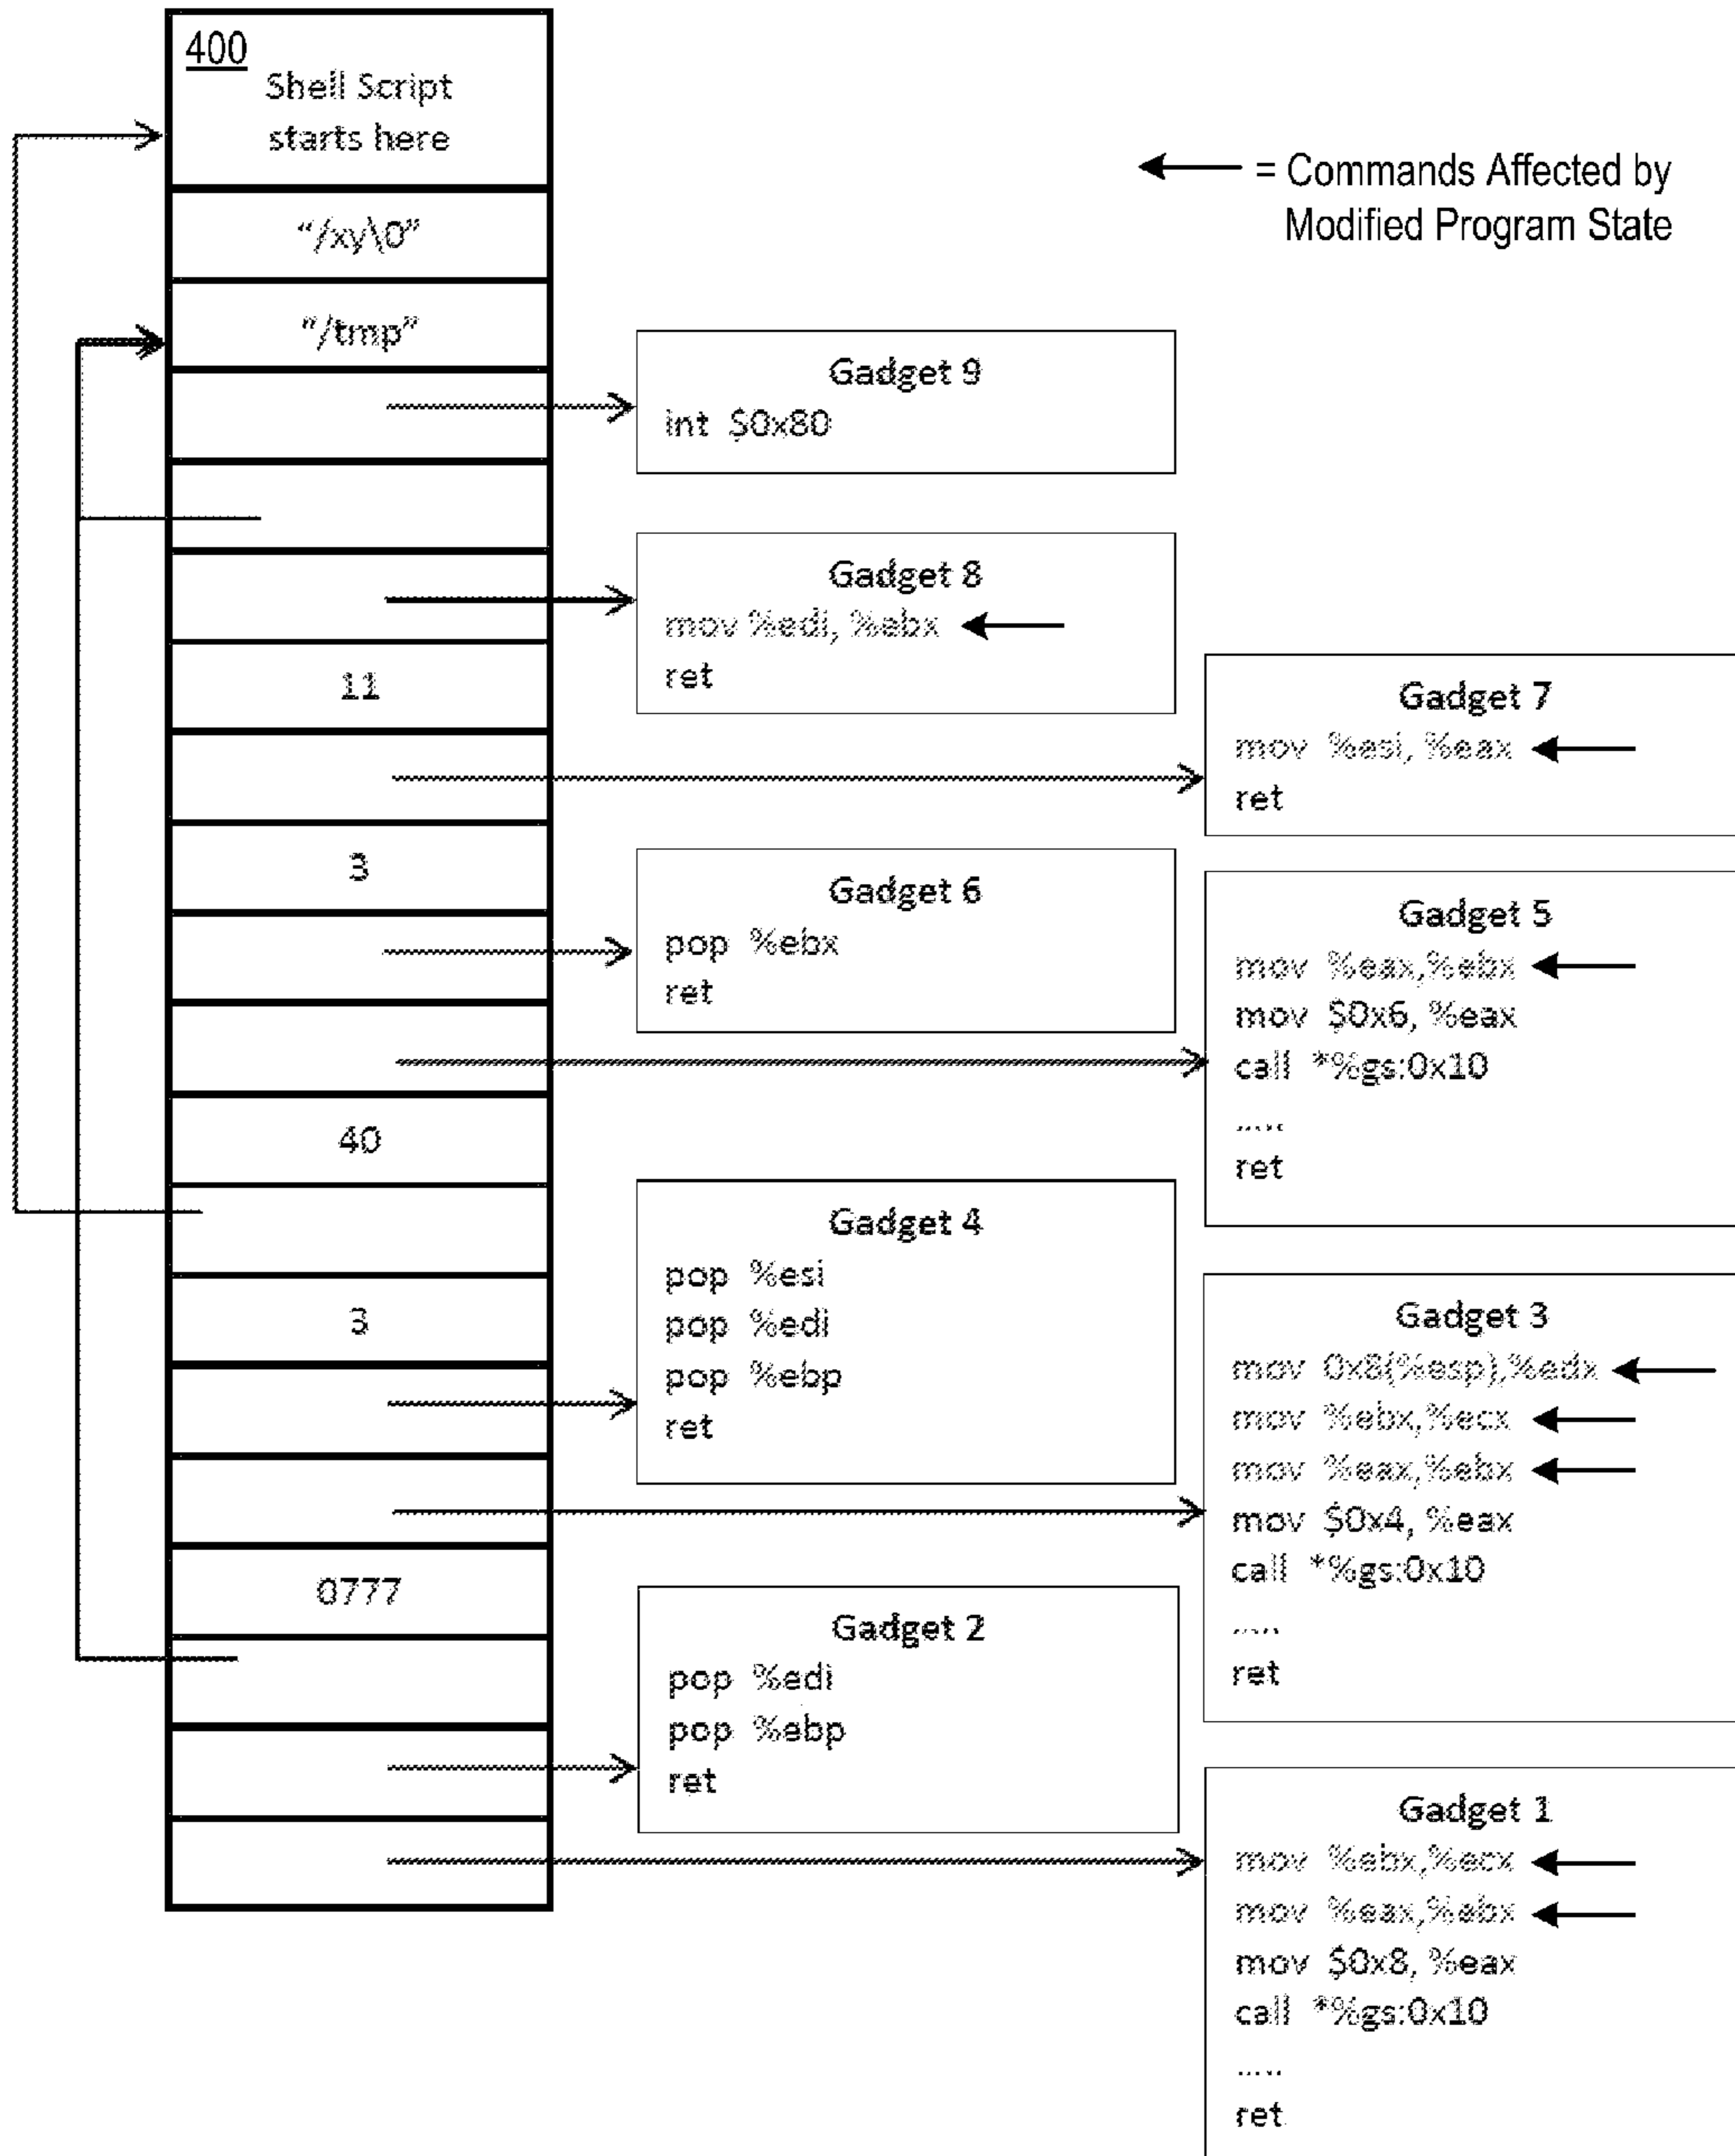 400
Shell Script
starts here
"/xy\0"
"/tmp"
11
3
40
3
0777
= Commands Affected by
Modified Program State
Gadget 9
int $0x80
Gadget 8
mov %edi, %ebx
ret
Gadget 7
mov %esi, %eax
ret
Gadget 6
pop %ebx
ret
Gadget 5
mov %eax,%ebx
mov $0x6, %eax
call *%gs:0x10
.....
ret
Gadget 4
pop %esi
pop %edi
pop %ebp
ret
Gadget 3
mov 0x8(%esp),%edx
mov %ebx,%ecx
mov %eax,%ebx
mov $0x4, %eax
call *%gs:0x10
.....
ret
Gadget 2
pop %edi
pop %ebp
ret
Gadget 1
mov %ebx,%ecx
mov %eax,%ebx
mov $0x8, %eax
call *%gs:0x10
.....
ret